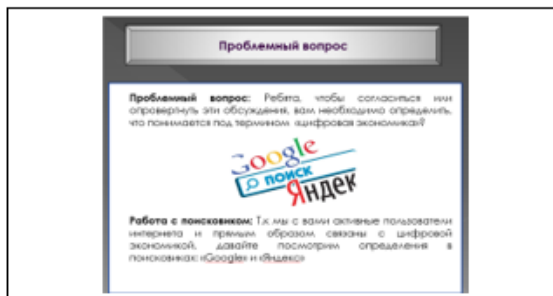 Проблемный вопрос
Проблемный вопрос: Ребята, чтобы согласиться или
опровергнуть эти обсуждения, вам необходимо определить,
что понимается под термином «цифровая экономика»?
Google
поиск
Яндек
Работа с поисковиком: Т.к мы с вами активные пользователи
интернета и прямым образом связаны с цифровой
экономикой, давайте посмотрим определения в
поисковиках: «Google» и «Яндекс»